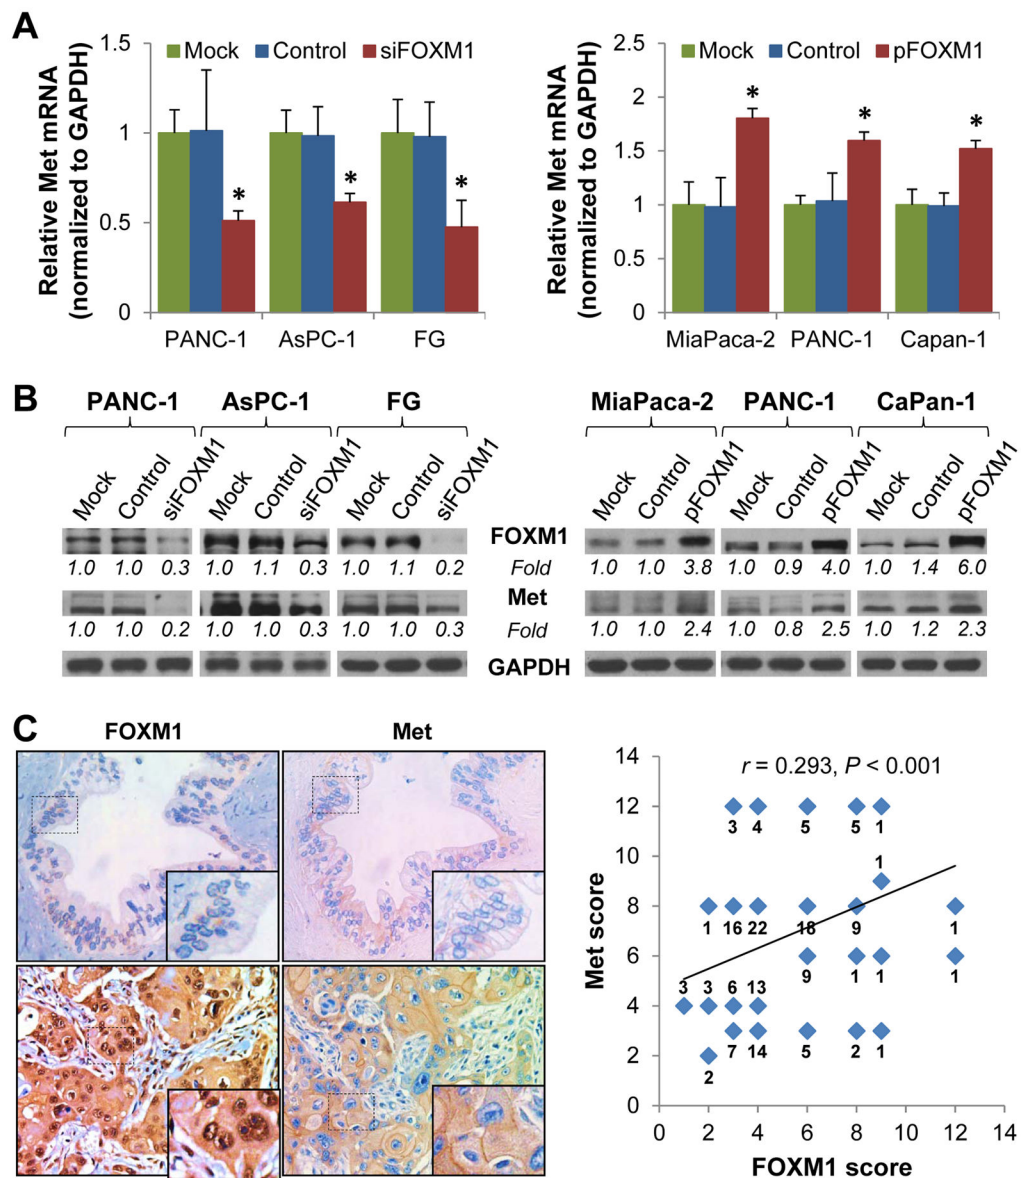 A
Relative Met mRNA
(normalized to GAPDH)
1.5
1
0.5
0
Mock Control siFOXM1
* * *
PANC-1 AsPC-1 FG
Relative Met mRNA
(normalized to GAPDH)
2.5
2
1.5
1
0.5
0
Mock Control pFOXM1
* * *
MiaPaca-2 PANC-1 Capan-1
B
PANC-1 AsPC-1 FG MiaPaca-2 PANC-1 CaPan-1
Mock Control siFOXM1 Mock Control siFOXM1 Mock Control siFOXM1 Mock Control pFOXM1 Mock Control pFOXM1 Mock Control pFOXM1
FOXM1
1.0 1.0 0.3 1.0 1.1 0.3 1.0 1.1 0.2 Fold 1.0 1.0 3.8 1.0 0.9 4.0 1.0 1.4 6.0
Met
1.0 1.0 0.2 1.0 1.0 0.3 1.0 1.0 0.3 Fold 1.0 1.0 2.4 1.0 0.8 2.5 1.0 1.2 2.3
GAPDH
C
FOXM1 Met
r = 0.293, P < 0.001
Met score
14
12
10
8
6
4
2
0
3 4 5 5 1
1
1 16 22 18 9 1
9 1 1 1
3 3 6 13
7 14 5 2 1
2
0 2 4 6 8 10 12 14
FOXM1 score